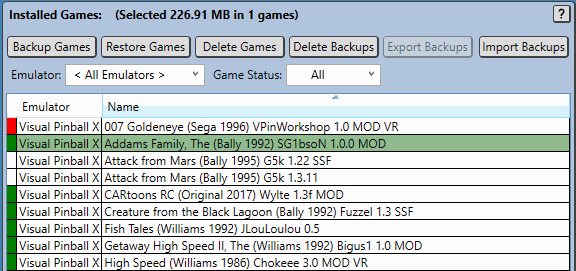 Installed Games: (Selected 226.91 MB in 1 games) ?
Backup Games Restore Games Delete Games Delete Backups Export Backups Import Backups
Emulator: < All Emulators > Game Status: All
Emulator Name
Visual Pinball X 007 Goldeneye (Sega 1996) VPinWorkshop 1.0 MOD VR
Visual Pinball X Addams Family, The (Bally 1992) SG1bsoN 1.0.0 MOD
Visual Pinball X Attack from Mars (Bally 1995) G5k 1.22 SSF
Visual Pinball X Attack from Mars (Bally 1995) G5k 1.3.11
Visual Pinball X CARtoons RC (Original 2017) Wylte 1.3f MOD
Visual Pinball X Creature from the Black Lagoon (Bally 1992) Fuzzel 1.3 SSF
Visual Pinball X Fish Tales (Williams 1992) JLouLoulou 0.5
Visual Pinball X Getaway High Speed II, The (Williams 1992) Bigus1 1.0 MOD
Visual Pinball X High Speed (Williams 1986) Chokeee 3.0 MOD VR